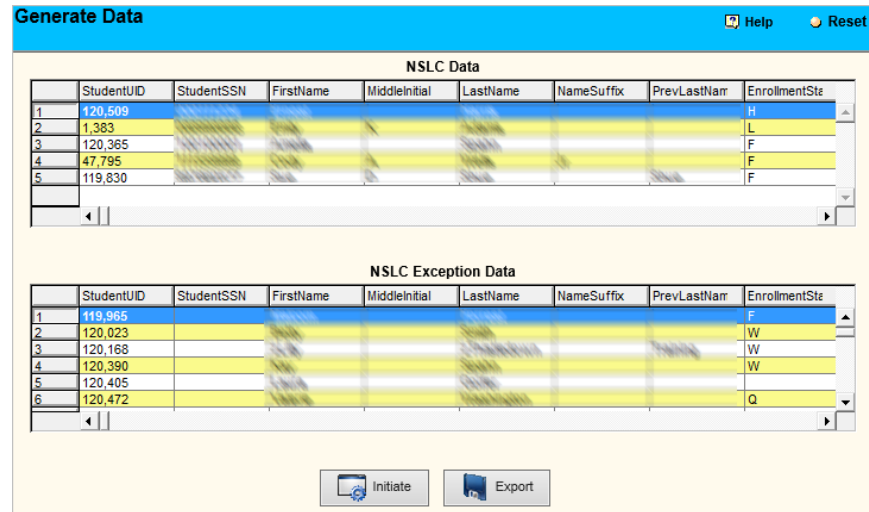 Generate Data Help Reset
NSLC Data
StudentUID StudentSSN FirstName MiddleInitial LastName NameSuffix PrevLastNam EnrollmentSta
1 120,509 H
2 1,383 L
3 120,365 F
4 47,795 F
5 119,830 F
NSLC Exception Data
StudentUID StudentSSN FirstName MiddleInitial LastName NameSuffix PrevLastNam EnrollmentSta
1 119,965 F
2 120,023 W
3 120,168 W
4 120,390 W
5 120,405
6 120,472 Q
Initiate Export